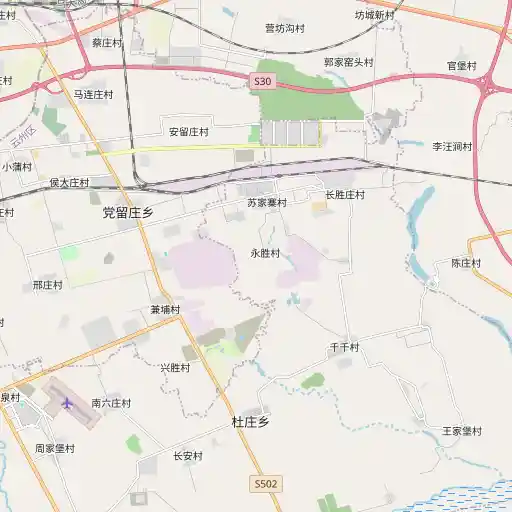 坊城新村
营坊沟村
蔡庄村
郭家窑头村
官堡村
S30
马连庄村
安留庄村
云州区
李汪涧村
小蒲村
侯大庄村
长胜庄村
苏家寨村
党留庄乡
永胜村
陈庄村
邢庄村
兼埔村
千千村
兴胜村
泉村
南六庄村
杜庄乡
王家堡村
周家堡村
长安村
S502